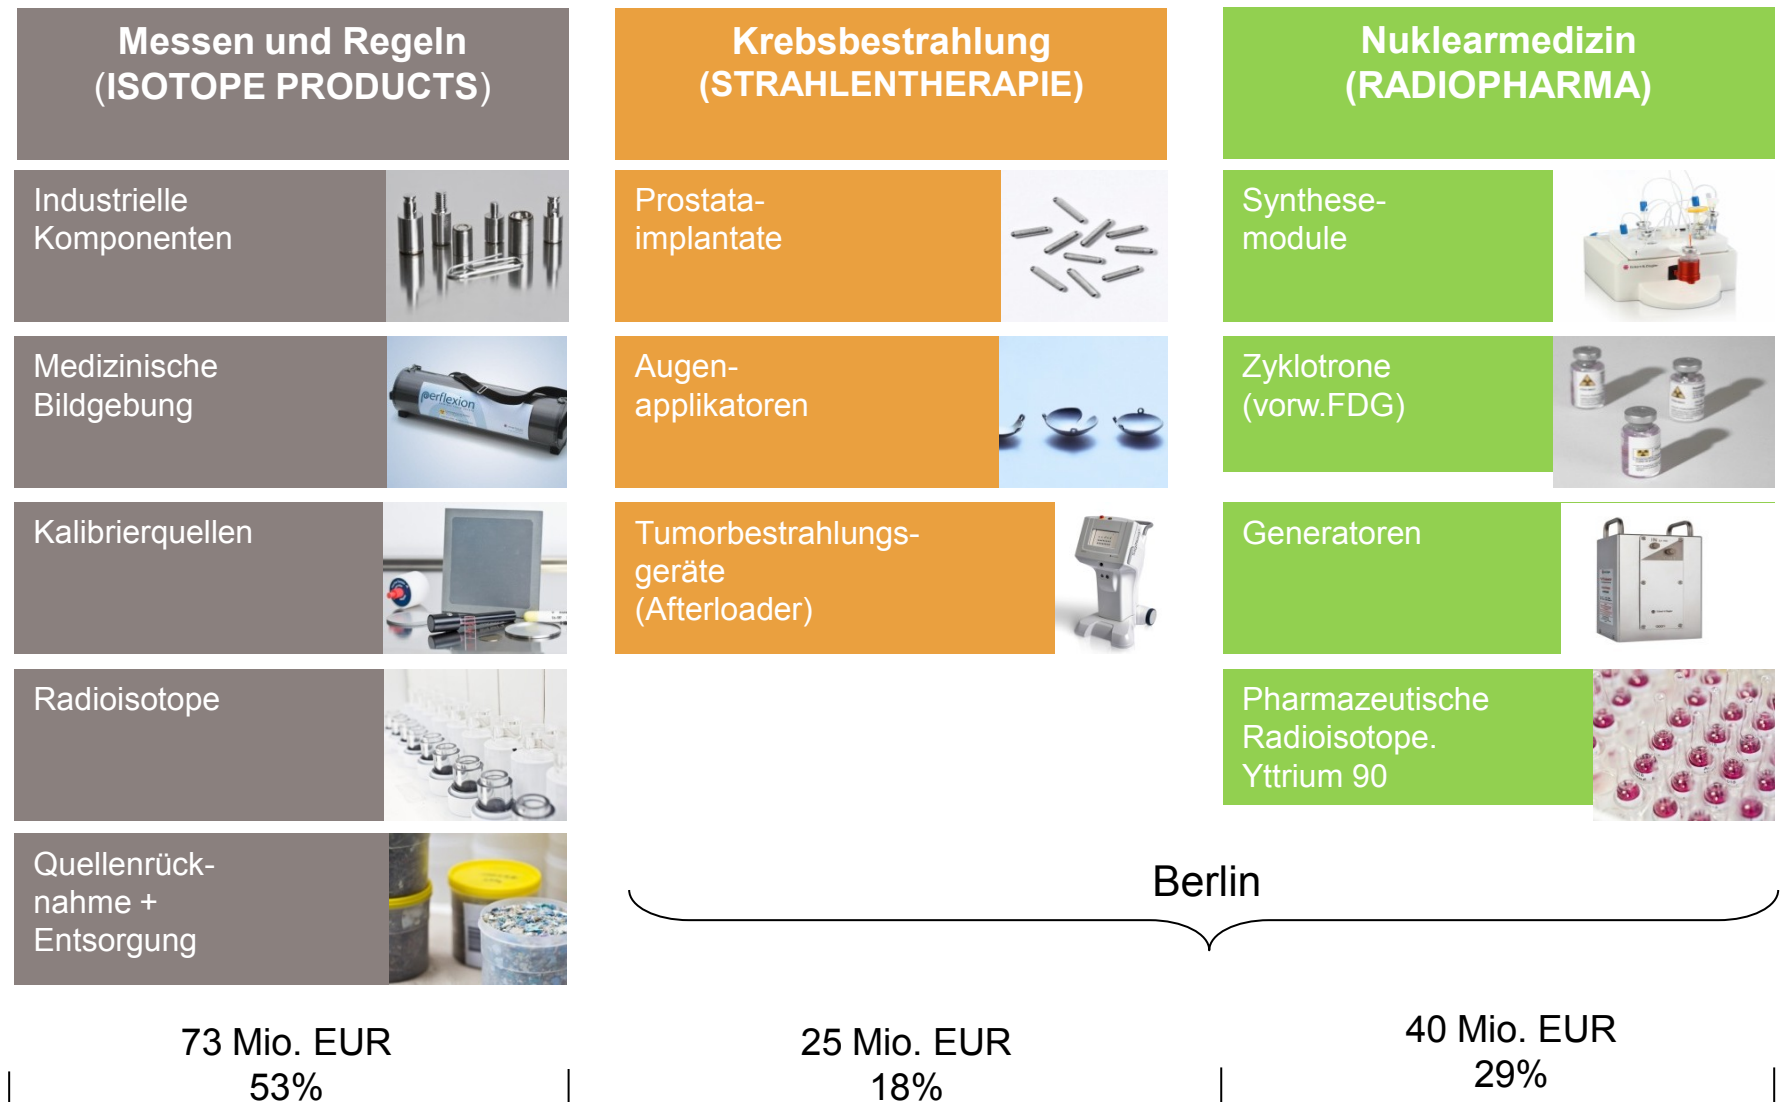 Messen und Regeln
(ISOTOPE PRODUCTS)
Industrielle
Komponenten
Medizinische
Bildgebung
perflexion
Kalibrierquellen
Radioisotope
Quellenrück-
nahme +
Entsorgung
73 Mio. EUR
53%
Krebsbestrahlung
(STRAHLENTHERAPIE)
Prostata-
implantate
Augen-
applikatoren
Tumorbestrahlungs-
geräte
(Afterloader)
25 Mio. EUR
18%
Nuklearmedizin
(RADIOPHARMA)
Synthese-
module
Zyklotrone
(vorw.FDG)
Generatoren
Pharmazeutische
Radioisotope.
Yttrium 90
Berlin
40 Mio. EUR
29%